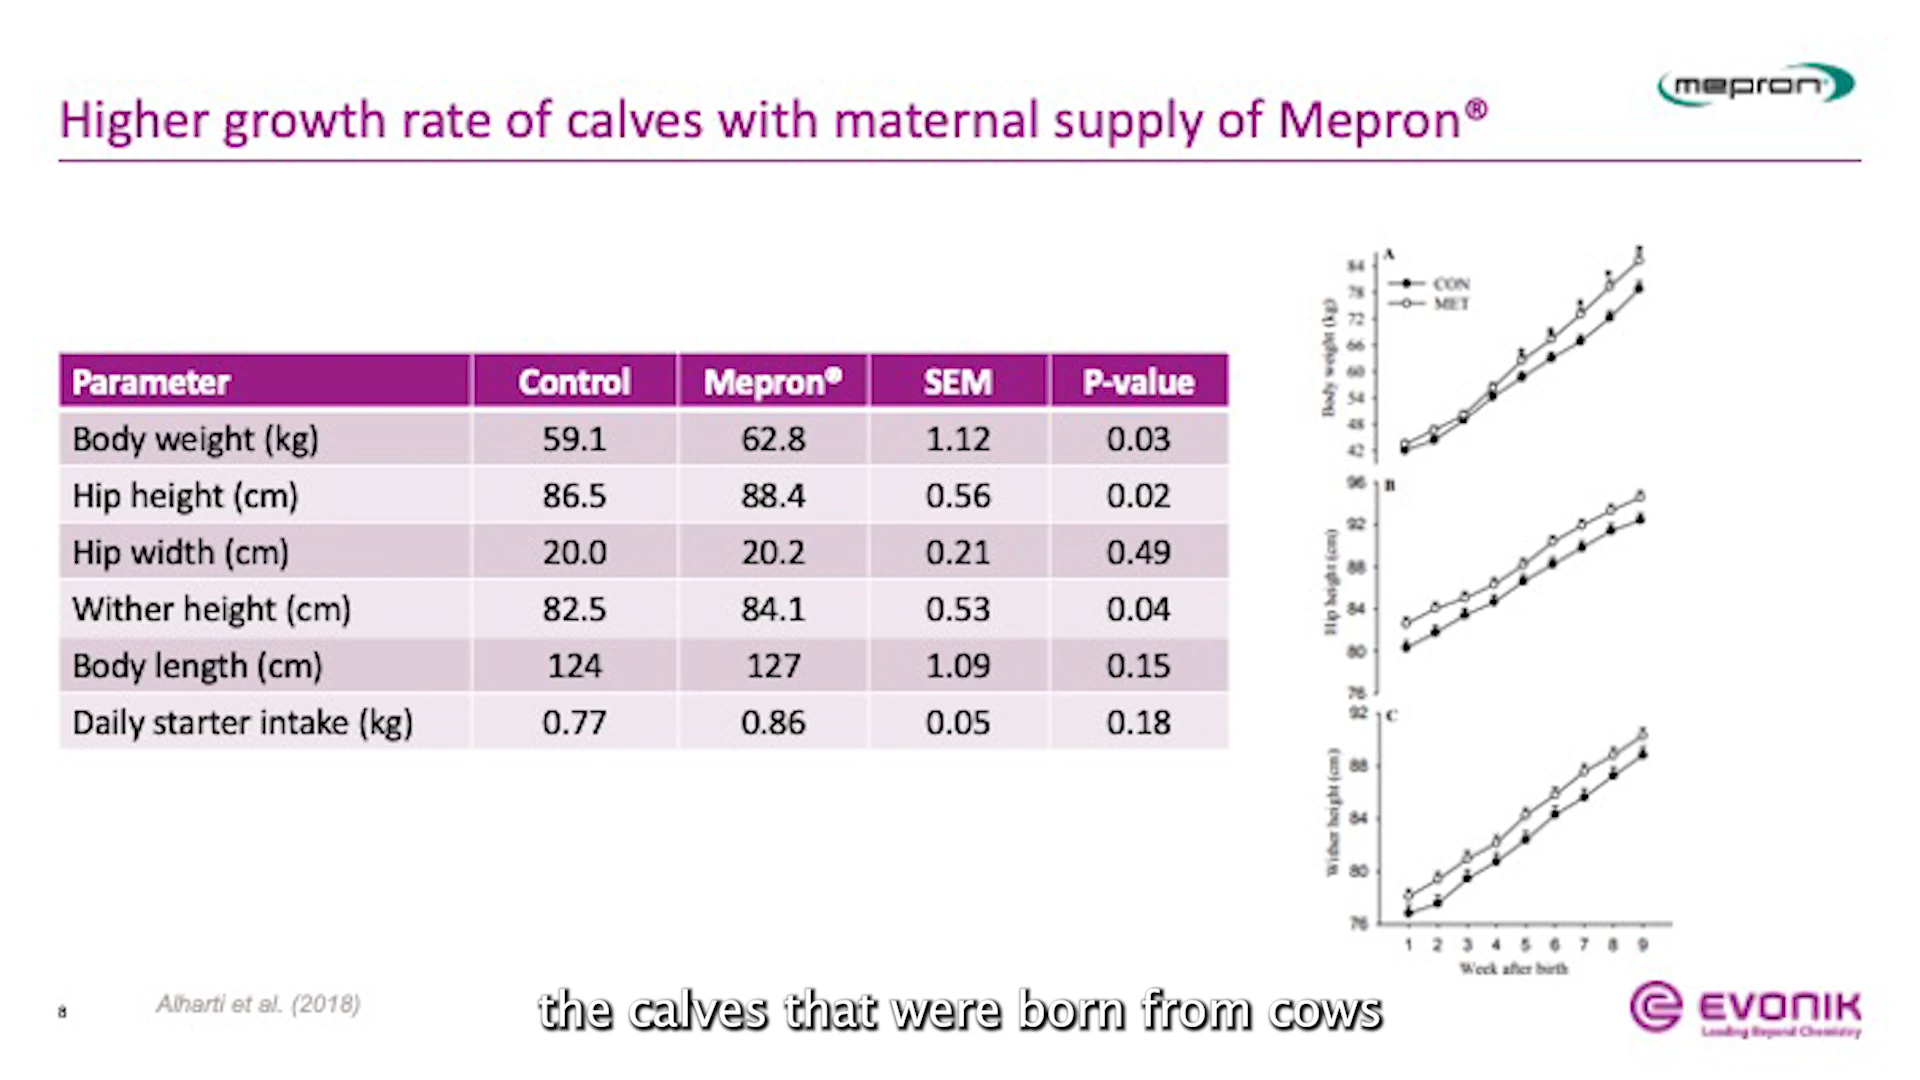 mepron®
Higher growth rate of calves with maternal supply of Mepron®
Parameter Control Mepron® SEM P-value
Body weight (kg) 59.1 62.8 1.12 0.03
Hip height (cm) 86.5 88.4 0.56 0.02
Hip width (cm) 20.0 20.2 0.21 0.49
Wither height (cm) 82.5 84.1 0.53 0.04
Body length (cm) 124 127 1.09 0.15
Daily starter intake (kg) 0.77 0.86 0.05 0.18
A
CON
MET
Body weight (kg)
84
78
72
66
60
54
48
42
B
Hip height (cm)
96
92
88
84
80
76
C
Wither height (cm)
92
88
84
80
76
1 2 3 4 5 6 7 8 9
Week after birth
8
Alharti et al. (2018)
the calves that were born from cows
EVONIK
Leading Beyond Chemistry